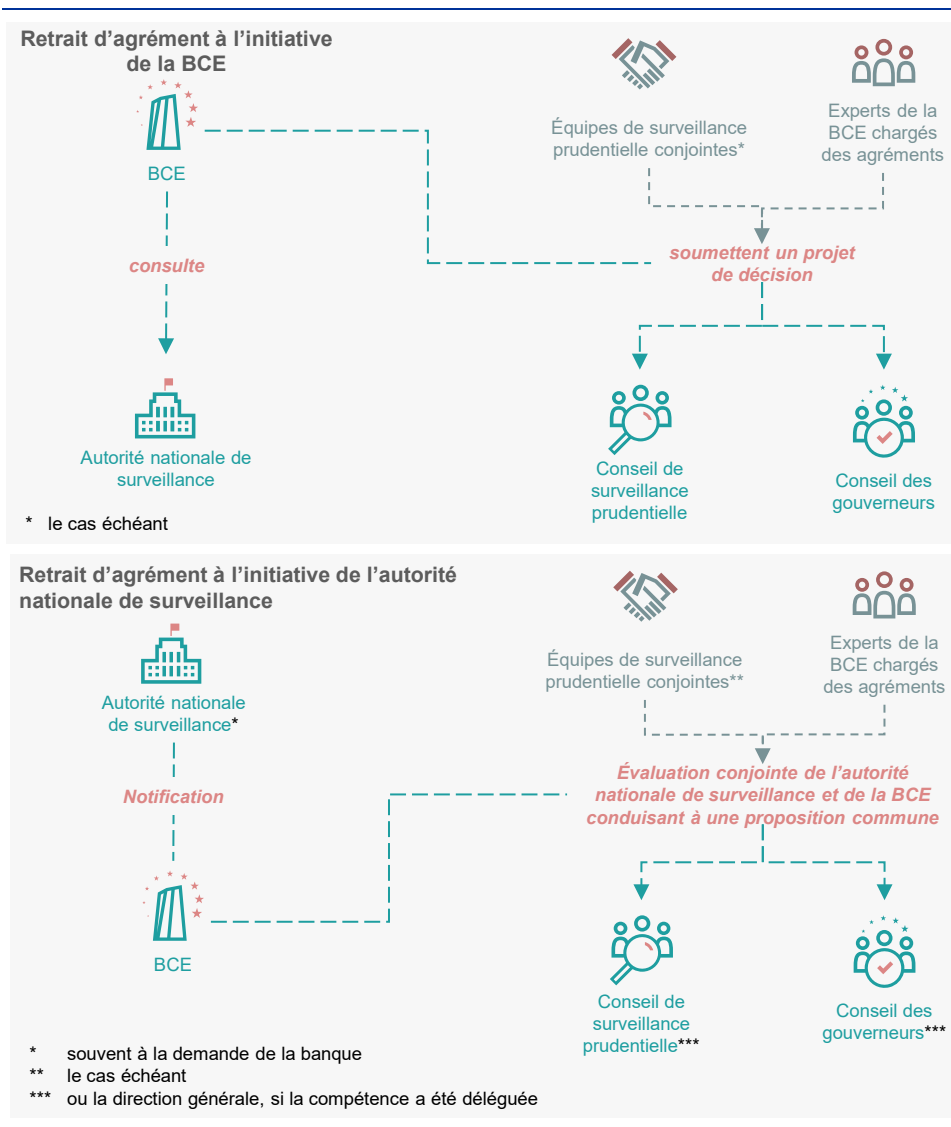 Retrait d’agrément à l’initiative
de la BCE
BCE
consulte
Autorité nationale de
surveillance
Équipes de surveillance
prudentielle conjointes*
Experts de la
BCE chargés
des agréments
soumettent un projet
de décision
Conseil de
surveillance
prudentielle
Conseil des
gouverneurs
* le cas échéant
Retrait d’agrément à l’initiative de l’autorité
nationale de surveillance
Autorité nationale
de surveillance*
Notification
BCE
Équipes de surveillance
prudentielle conjointes**
Experts de la
BCE chargés
des agréments
Évaluation conjointe de l’autorité
nationale de surveillance et de la BCE
conduisant à une proposition commune
Conseil de
surveillance
prudentielle***
Conseil des
gouverneurs***
* souvent à la demande de la banque
** le cas échéant
*** ou la direction générale, si la compétence a été déléguée